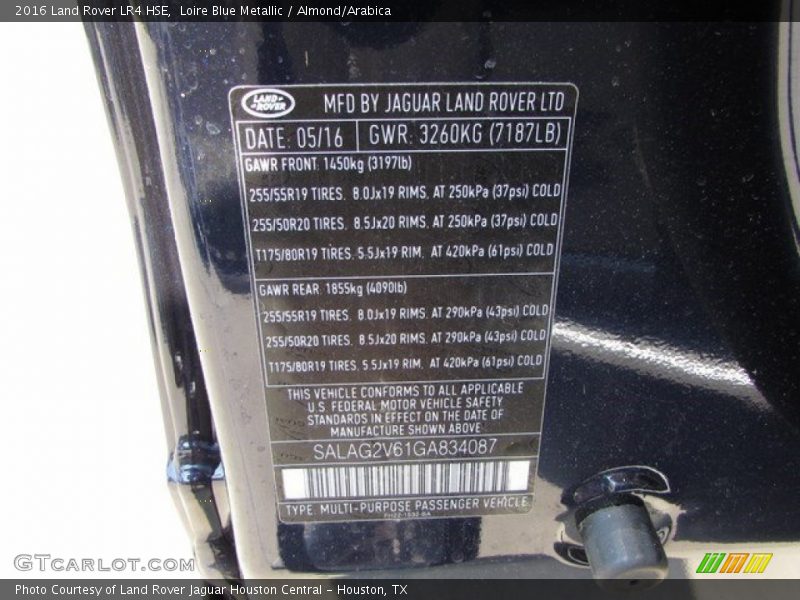 2016 Land Rover LR4 HSE,  Loire Blue Metallic / Almond/Arabica
LAND ROVER
MFD BY JAGUAR LAND ROVER LTD
DATE: 05/16 GWR: 3260KG (7187LB)
GAWR FRONT: 1450kg (3197lb)
255/55R19 TIRES. 8.0Jx19 RIMS. AT 250kPa (37psi) COLD
255/50R20 TIRES. 8.5Jx20 RIMS. AT 250kPa (37psi) COLD
T175/80R19 TIRES. 5.5Jx19 RIM. AT 420kPa (61psi) COLD
GAWR REAR: 1855kg (4090lb)
255/55R19 TIRES. 8.0Jx19 RIMS. AT 290kPa (43psi) COLD
255/50R20 TIRES. 8.5Jx20 RIMS. AT 290kPa (43psi) COLD
T175/80R19 TIRES. 5.5Jx19 RIM. AT 420kPa (61psi) COLD
THIS VEHICLE CONFORMS TO ALL APPLICABLE
U.S. FEDERAL MOTOR VEHICLE SAFETY
STANDARDS IN EFFECT ON THE DATE OF
MANUFACTURE SHOWN ABOVE
SALAG2V61GA834087
TYPE: MULTI-PURPOSE PASSENGER VEHICLE
GTCarLot.com
Photo Courtesy of Land Rover Jaguar Houston Central - Houston, TX